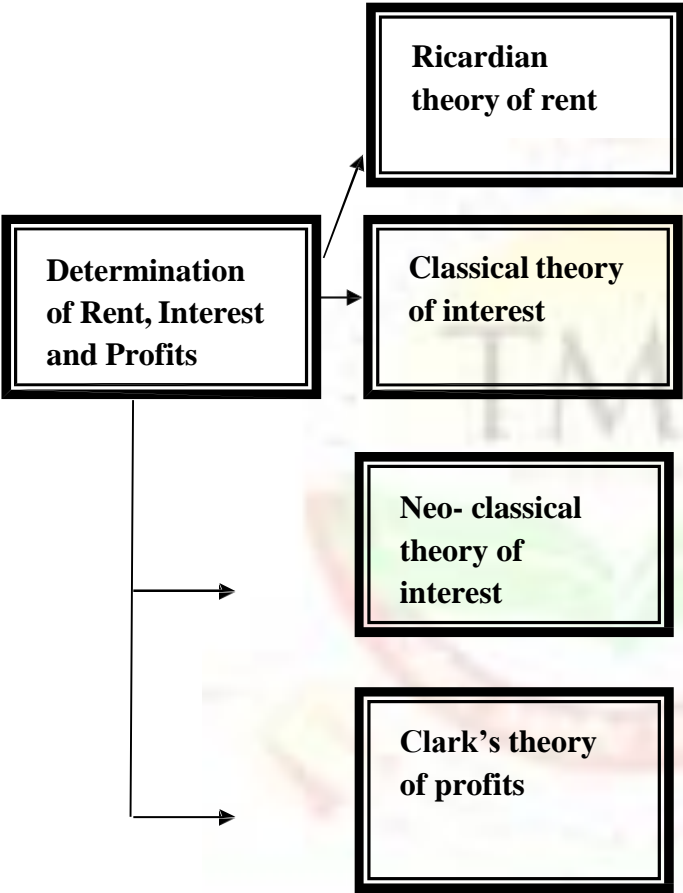 Ricardian
theory of rent
Determination
of Rent, Interest
and Profits
Classical theory
of interest
TM
Neo- classical
theory of
interest
Clark’s theory
of profits